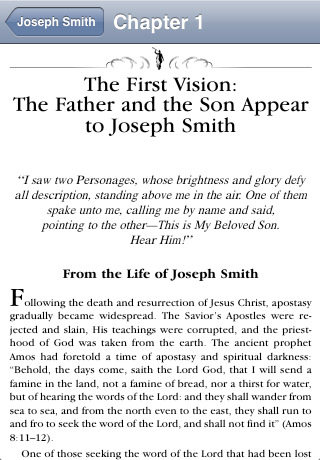 Joseph Smith
Chapter 1
The First Vision:
The Father and the Son Appear
to Joseph Smith
“I saw two Personages, whose brightness and glory defy
all description, standing above me in the air. One of them
spake unto me, calling me by name and said,
pointing to the other—This is My Beloved Son.
Hear Him!”
From the Life of Joseph Smith
Following the death and resurrection of Jesus Christ, apostasy
gradually became widespread. The Savior's Apostles were re-
jected and slain, His teachings were corrupted, and the priest-
hood of God was taken from the earth. The ancient prophet
Amos had foretold a time of apostasy and spiritual darkness:
“Behold, the days come, saith the Lord God, that I will send a
famine in the land, not a famine of bread, nor a thirst for water,
but of hearing the words of the Lord: and they shall wander from
sea to sea, and from the north even to the east, they shall run to
and fro to seek the word of the Lord, and shall not find it” (Amos
8:11–12).
One of those seeking the word of the Lord that had been lost